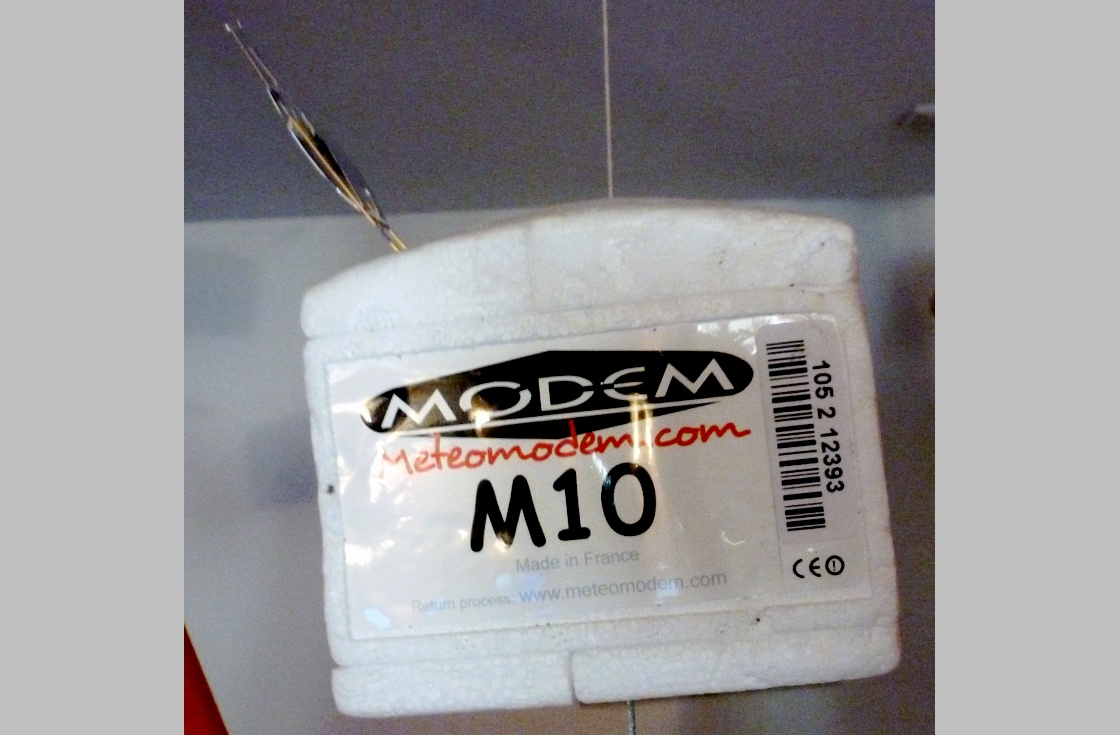 MODEM
Meteomodem.com
M10
Made in France
Return process: www.meteomodem.com
105 2 12393
CE